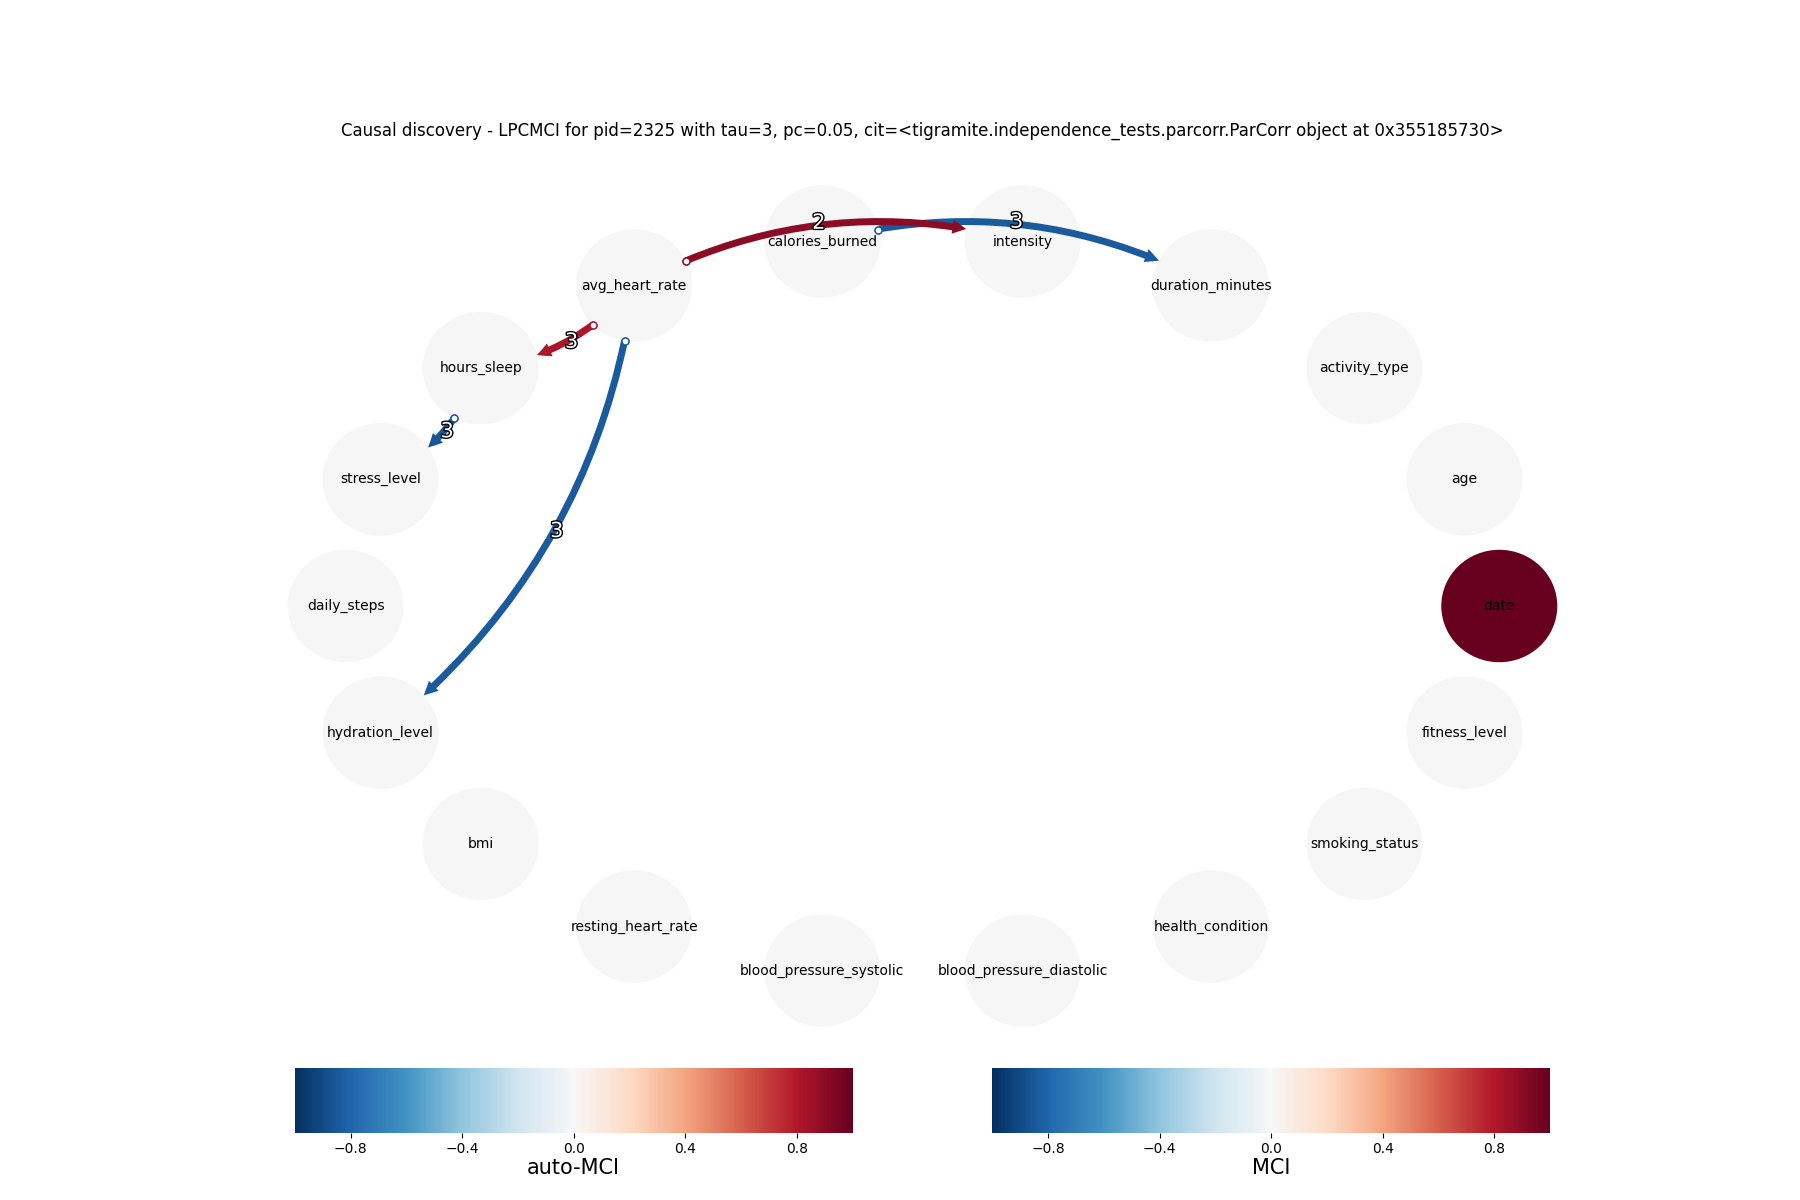 Causal discovery - LPCMCI for pid=2325 with tau=3, pc=0.05, cit=<tigramite.independence_tests.parcorr.ParCorr object at 0x355185730>
2
3
calories_burned
intensity
avg_heart_rate
duration_minutes
3
hours_sleep
activity_type
3
stress_level
age
3
daily_steps
date
hydration_level
fitness_level
bmi
smoking_status
resting_heart_rate
health_condition
blood_pressure_systolic
blood_pressure_diastolic
−0.8 −0.4 0.0 0.4 0.8
auto-MCI
−0.8 −0.4 0.0 0.4 0.8
MCI